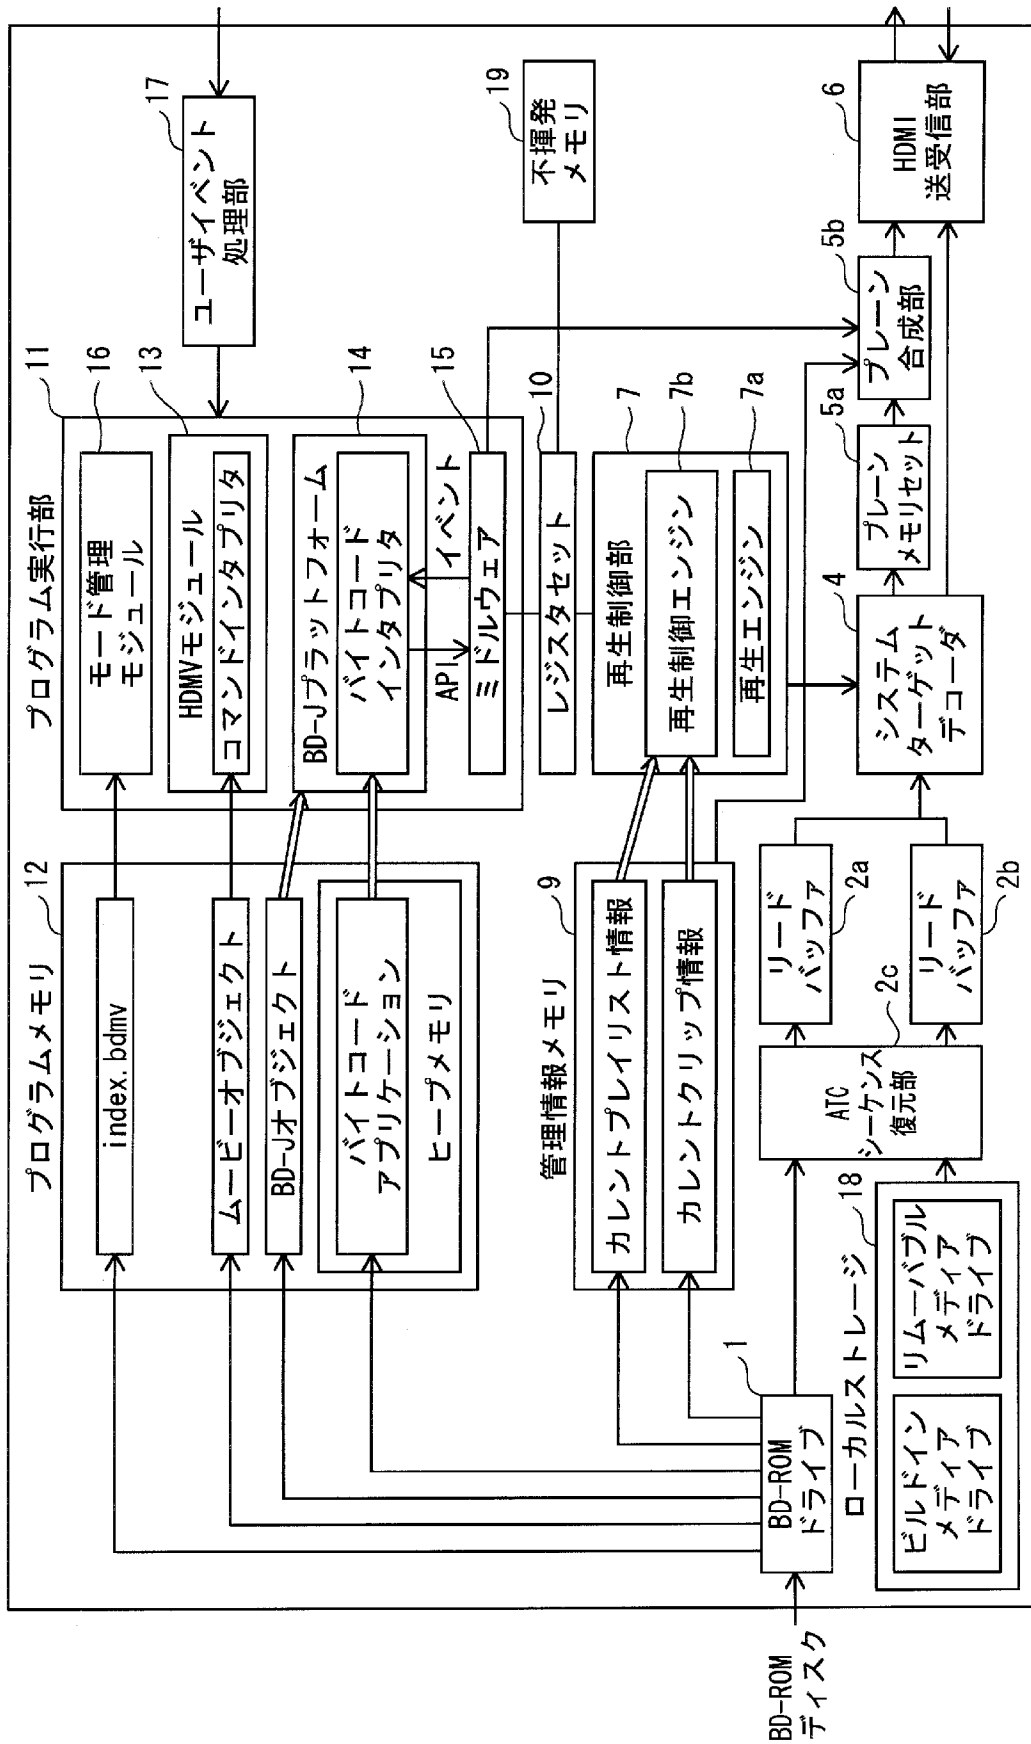 BD-ROM
ディスク
プログラムメモリ
12
index.bdmv
ムービーオブジェクト
BD-Jオブジェクト
バイトコード
アプリケーション
ヒープメモリ
プログラム実行部
11
モード管理
モジュール
16
HDMVモジュール
13
コマンドインタプリタ
BD-Jプラットフォーム
14
バイトコード
インタプリタ
API
イベント
ミドルウェア
15
ユーザイベント
処理部
17
レジスタセット
10
不揮発
メモリ
19
管理情報メモリ
9
カレントプレイリスト情報
カレントクリップ情報
再生制御部
7
再生制御エンジン
7b
再生エンジン
7a
BD-ROM
ドライブ
1
ATC
シーケンス
復元部
2c
リード
バッファ
2a
リード
バッファ
2b
システム
ターゲット
デコーダ
4
プレーン
メモリセット
5a
プレーン
合成部
5b
HDMI
送受信部
6
ローカルストレージ
18
ビルドイン
メディア
ドライブ
リムーバブル
メディア
ドライブ